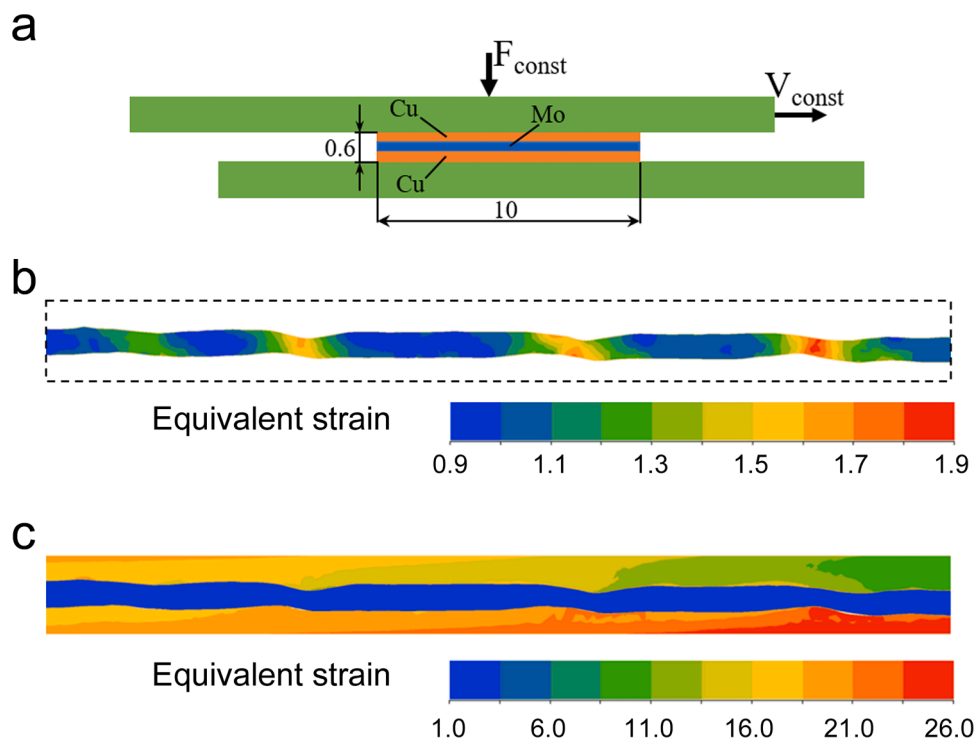 a
F const
V const
Cu
Mo
0.6
Cu
10
b
Equivalent strain
0.9 1.1 1.3 1.5 1.7 1.9
c
Equivalent strain
1.0 6.0 11.0 16.0 21.0 26.0